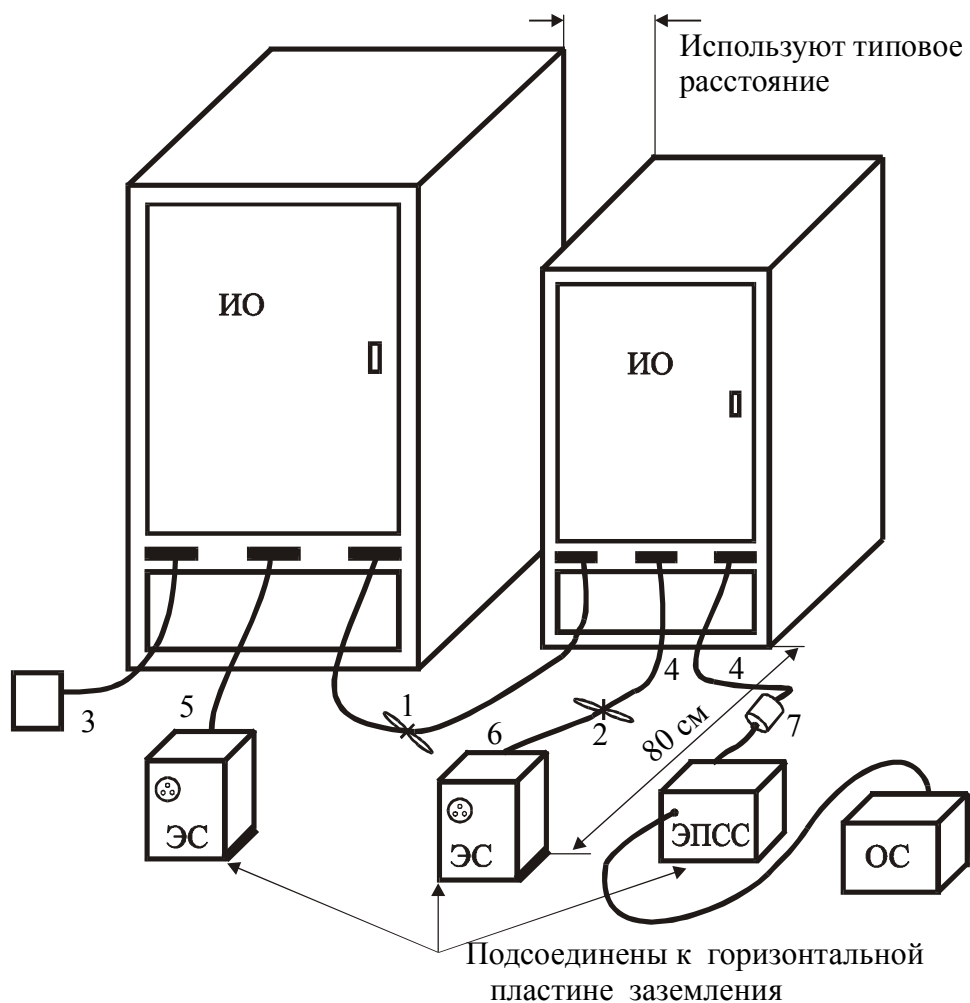 Используют типовое
расстояние
ИО
ИО
3
5
1
6
2
4
4
7
80 см
ЭС
ЭС
ЭПСС
ОС
Подсоединены к горизонтальной
пластине заземления